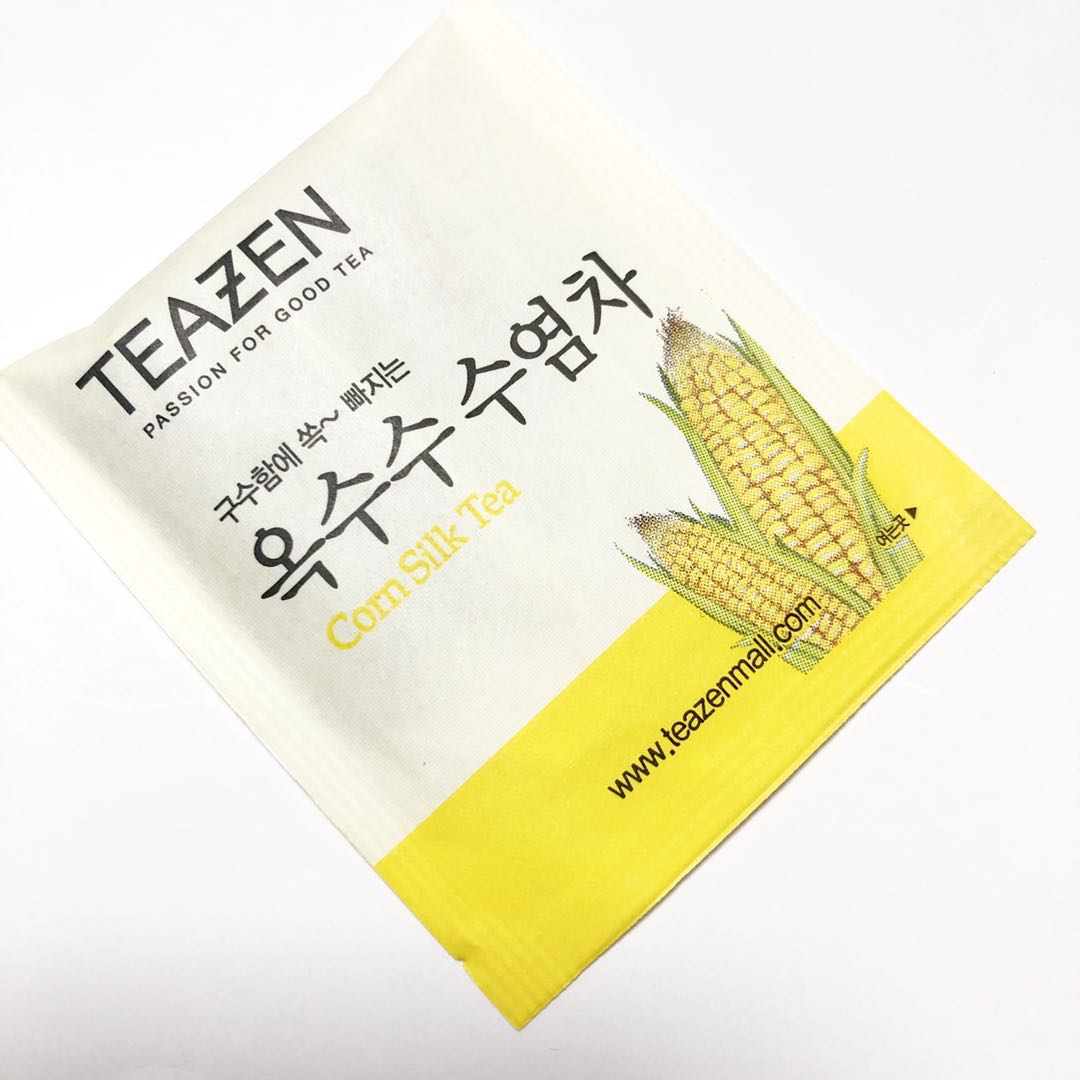 TEAZEN
PASSION FOR GOOD TEA
구수함에 쏙~ 빠지는
옥수수 수염차
Corn Silk Tea
여는곳 ▶
www.teazenmall.com